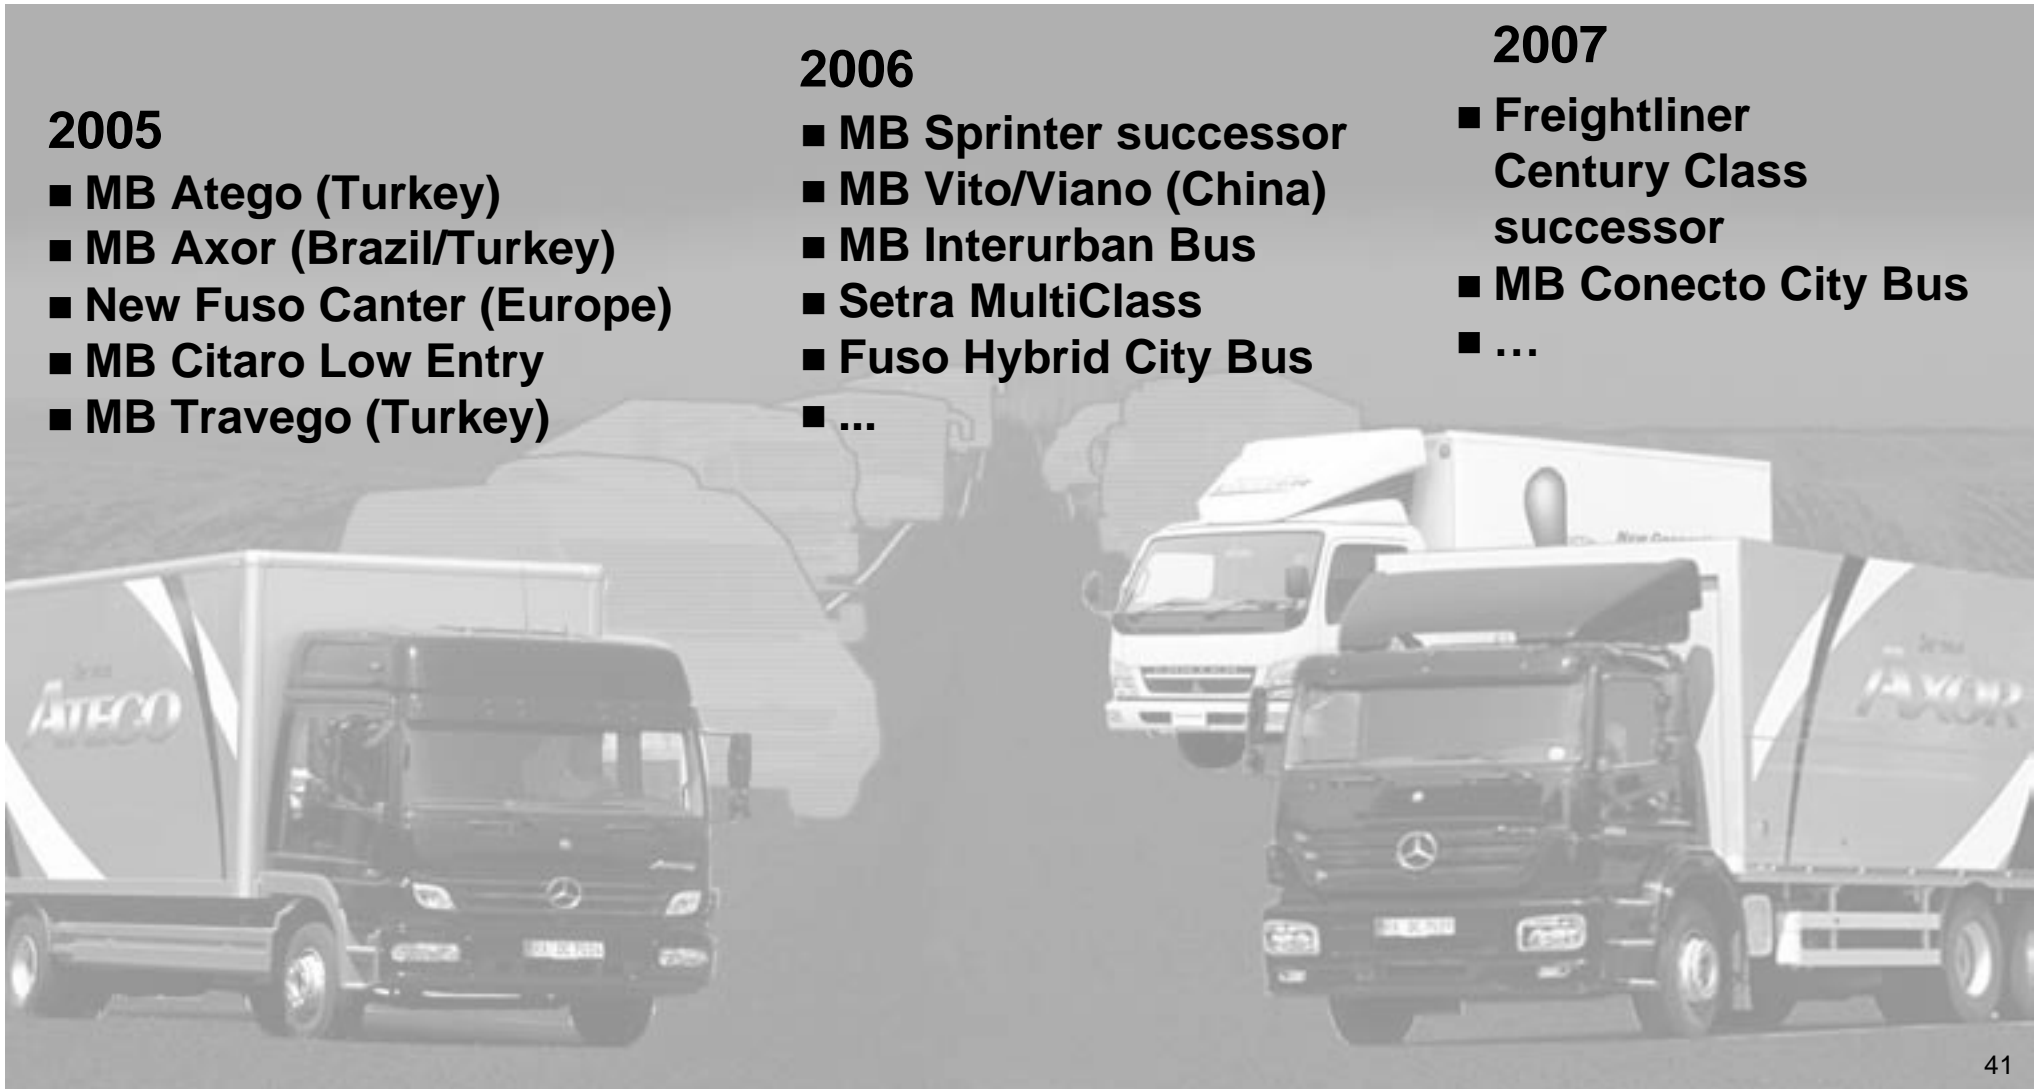 2005
■ MB Atego (Turkey)
■ MB Axor (Brazil/Turkey)
■ New Fuso Canter (Europe)
■ MB Citaro Low Entry
■ MB Travego (Turkey)
2006
■ MB Sprinter successor
■ MB Vito/Viano (China)
■ MB Interurban Bus
■ Setra MultiClass
■ Fuso Hybrid City Bus
■ ...
2007
■ Freightliner
Century Class
successor
■ MB Conecto City Bus
■ …
ATEGO
CANTER
AXOR
41